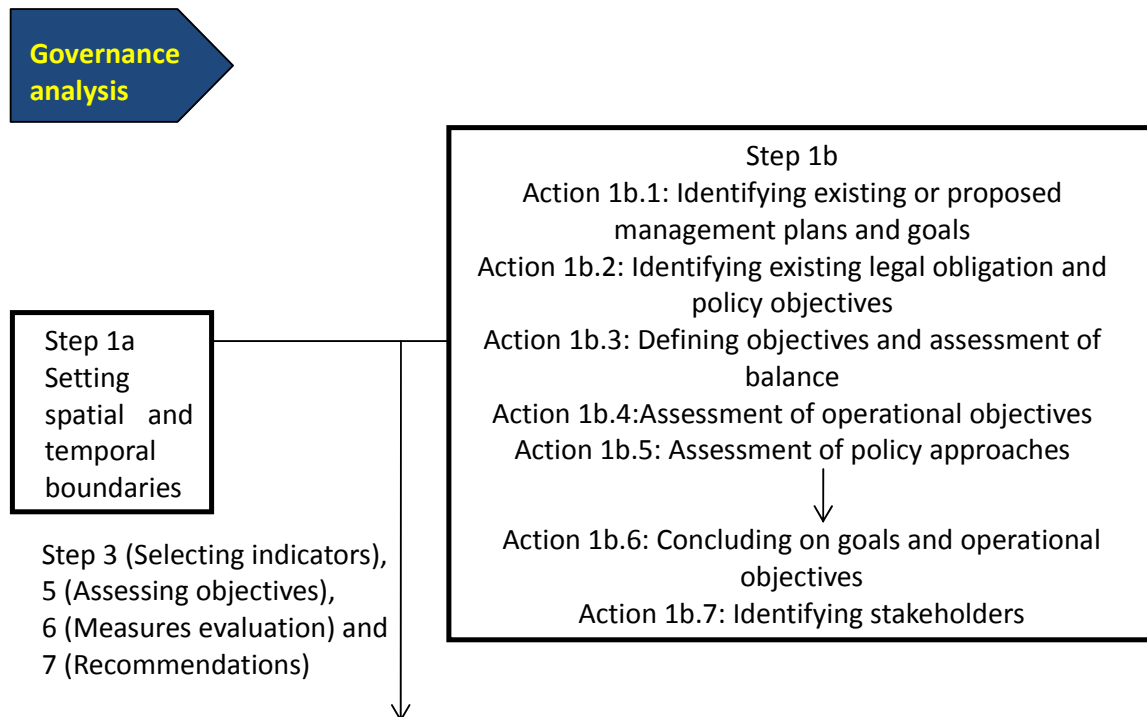 Governance
analysis
Step 1a
Setting
spatial and
temporal
boundaries
Step 1b
Action 1b.1: Identifying existing or proposed
management plans and goals
Action 1b.2: Identifying existing legal obligation and
policy objectives
Action 1b.3: Defining objectives and assessment of
balance
Action 1b.4:Assessment of operational objectives
Action 1b.5: Assessment of policy approaches
Action 1b.6: Concluding on goals and operational
objectives
Action 1b.7: Identifying stakeholders
Step 3 (Selecting indicators),
5 (Assessing objectives),
6 (Measures evaluation) and
7 (Recommendations)